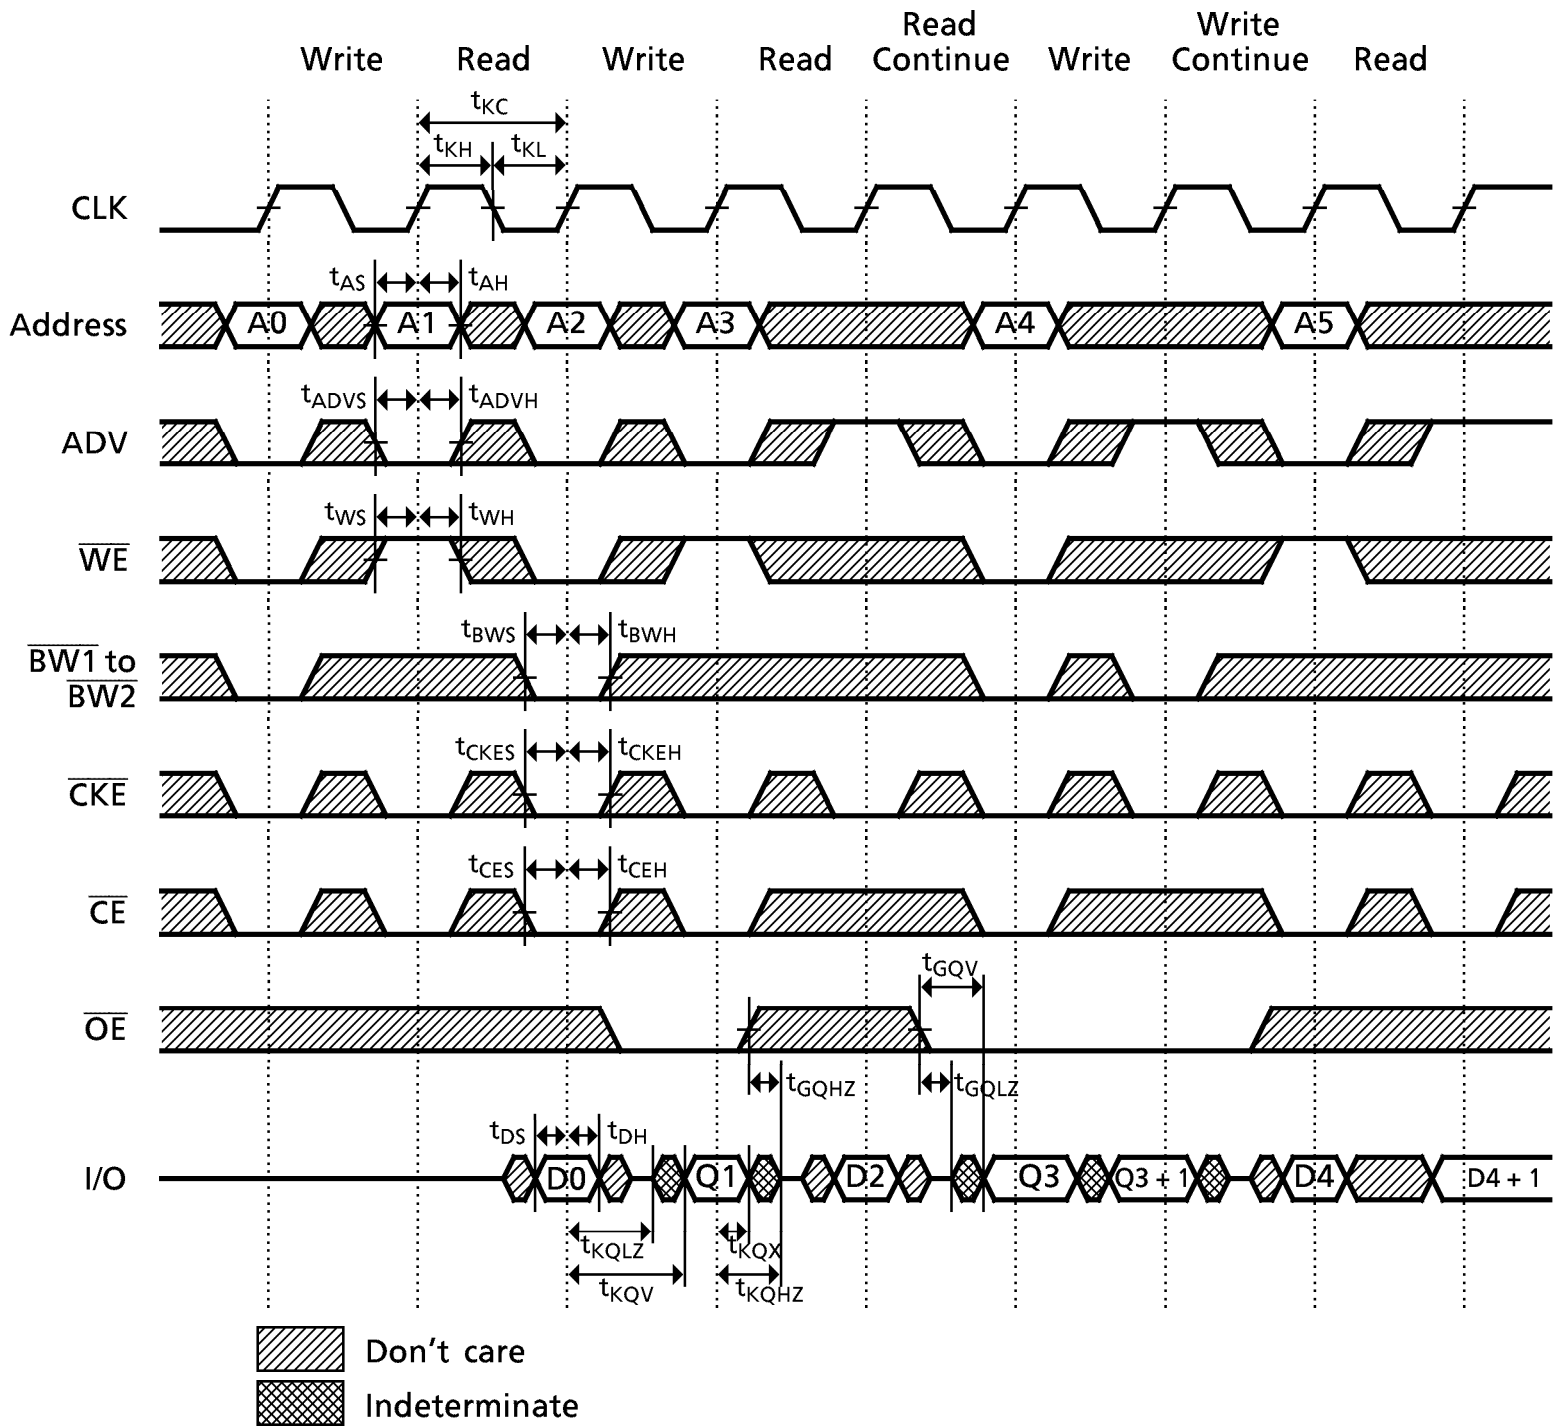 Write Read Write Read Read Continue Write Write Continue Read
tKC
tKH tKL
CLK
tAS tAH
Address A0 A1 A2 A3 A4 A5
tADVS tADVH
ADV
tWS tWH
WE
tBWS tBWH
BW1 to
BW2
tCKES tCKEH
CKE
tCES tCEH
CE
tGQV
OE
tGQHZ tGQLZ
tDS tDH
I/O D0 Q1 D2 Q3 Q3 + 1 D4 D4 + 1
tKQLZ tKQX
tKQV tKQHZ
Don't care
Indeterminate